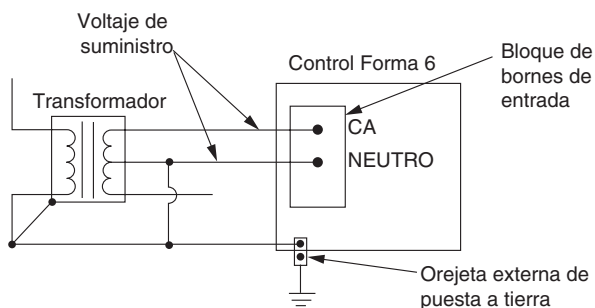 Voltaje de
suministro
Control Forma 6
Bloque de
bornes de
entrada
Transformador
CA
NEUTRO
Orejeta externa de
puesta a tierra